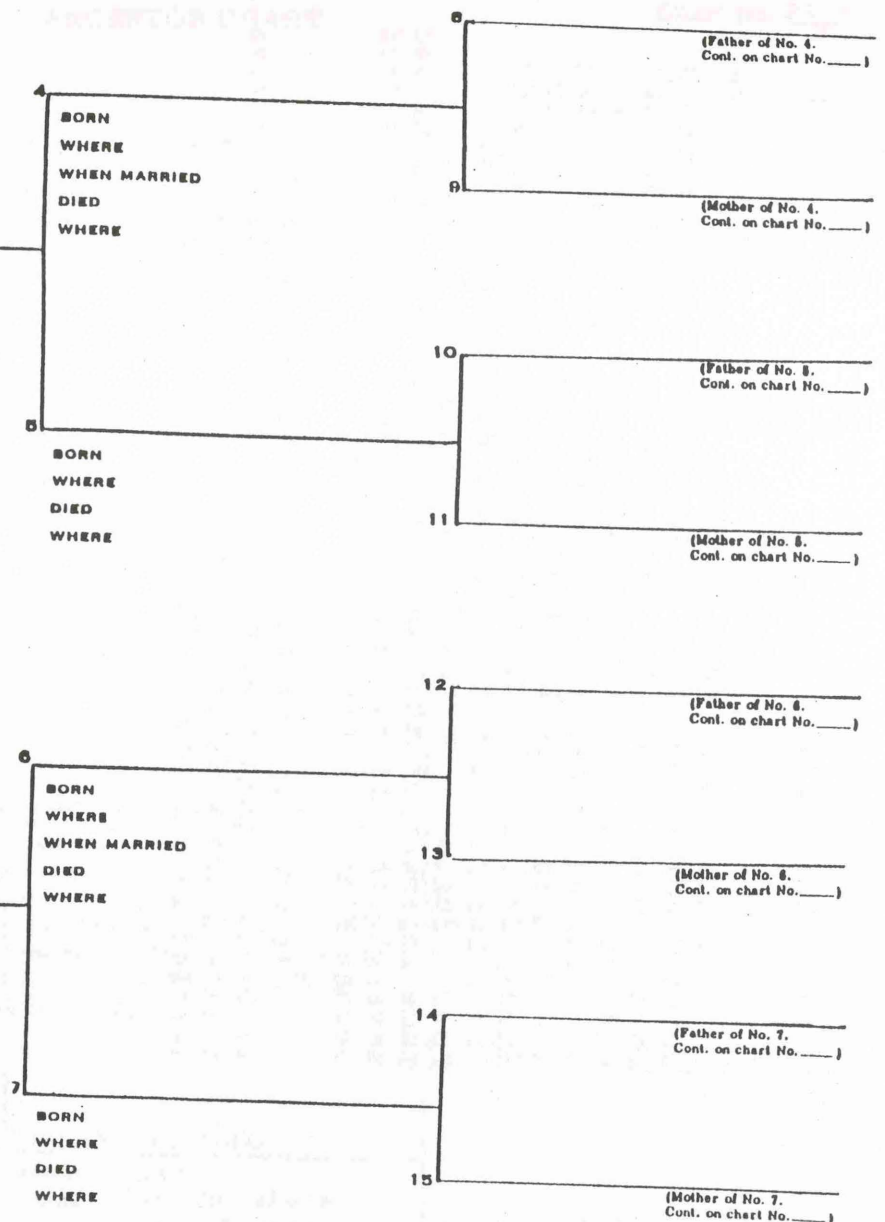 8
(Father of No. 4.
Cont. on chart No.____)
4
BORN
WHERE
WHEN MARRIED
DIED
WHERE
9
(Mother of No. 4.
Cont. on chart No.____)
10
(Father of No. 5.
Cont. on chart No.____)
5
BORN
WHERE
DIED
WHERE
11
(Mother of No. 5.
Cont. on chart No.____)
12
(Father of No. 6.
Cont. on chart No.____)
6
BORN
WHERE
WHEN MARRIED
DIED
WHERE
13
(Mother of No. 6.
Cont. on chart No.____)
14
(Father of No. 7.
Cont. on chart No.____)
7
BORN
WHERE
DIED
WHERE
15
(Mother of No. 7.
Cont. on chart No.____)